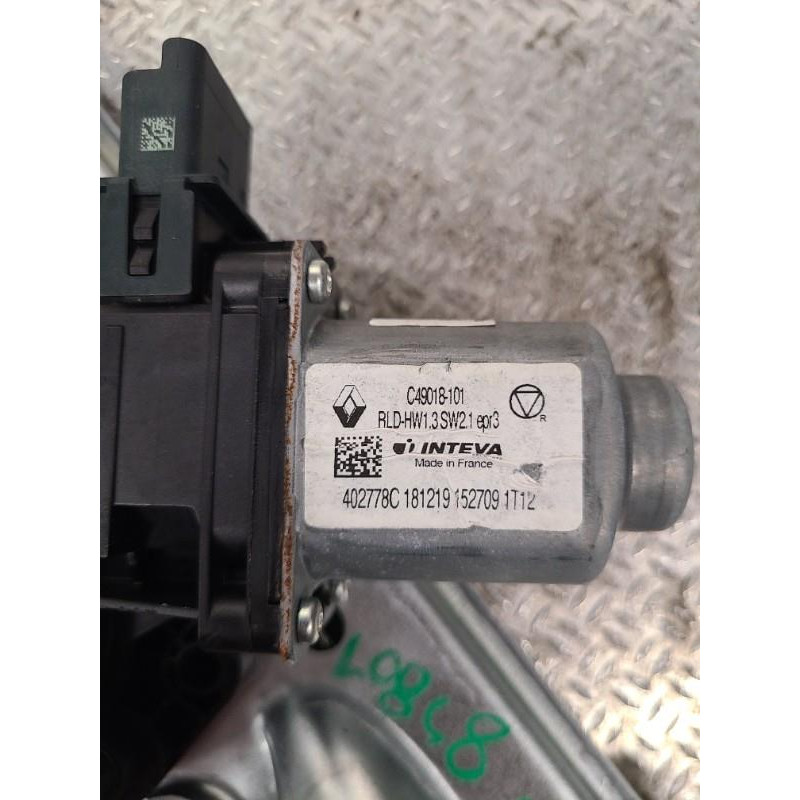 C49018-101
RLD-HW1.3 SW2.1 epr3
R
INTEVA
Made in France
402778C 181219 152709 1T12